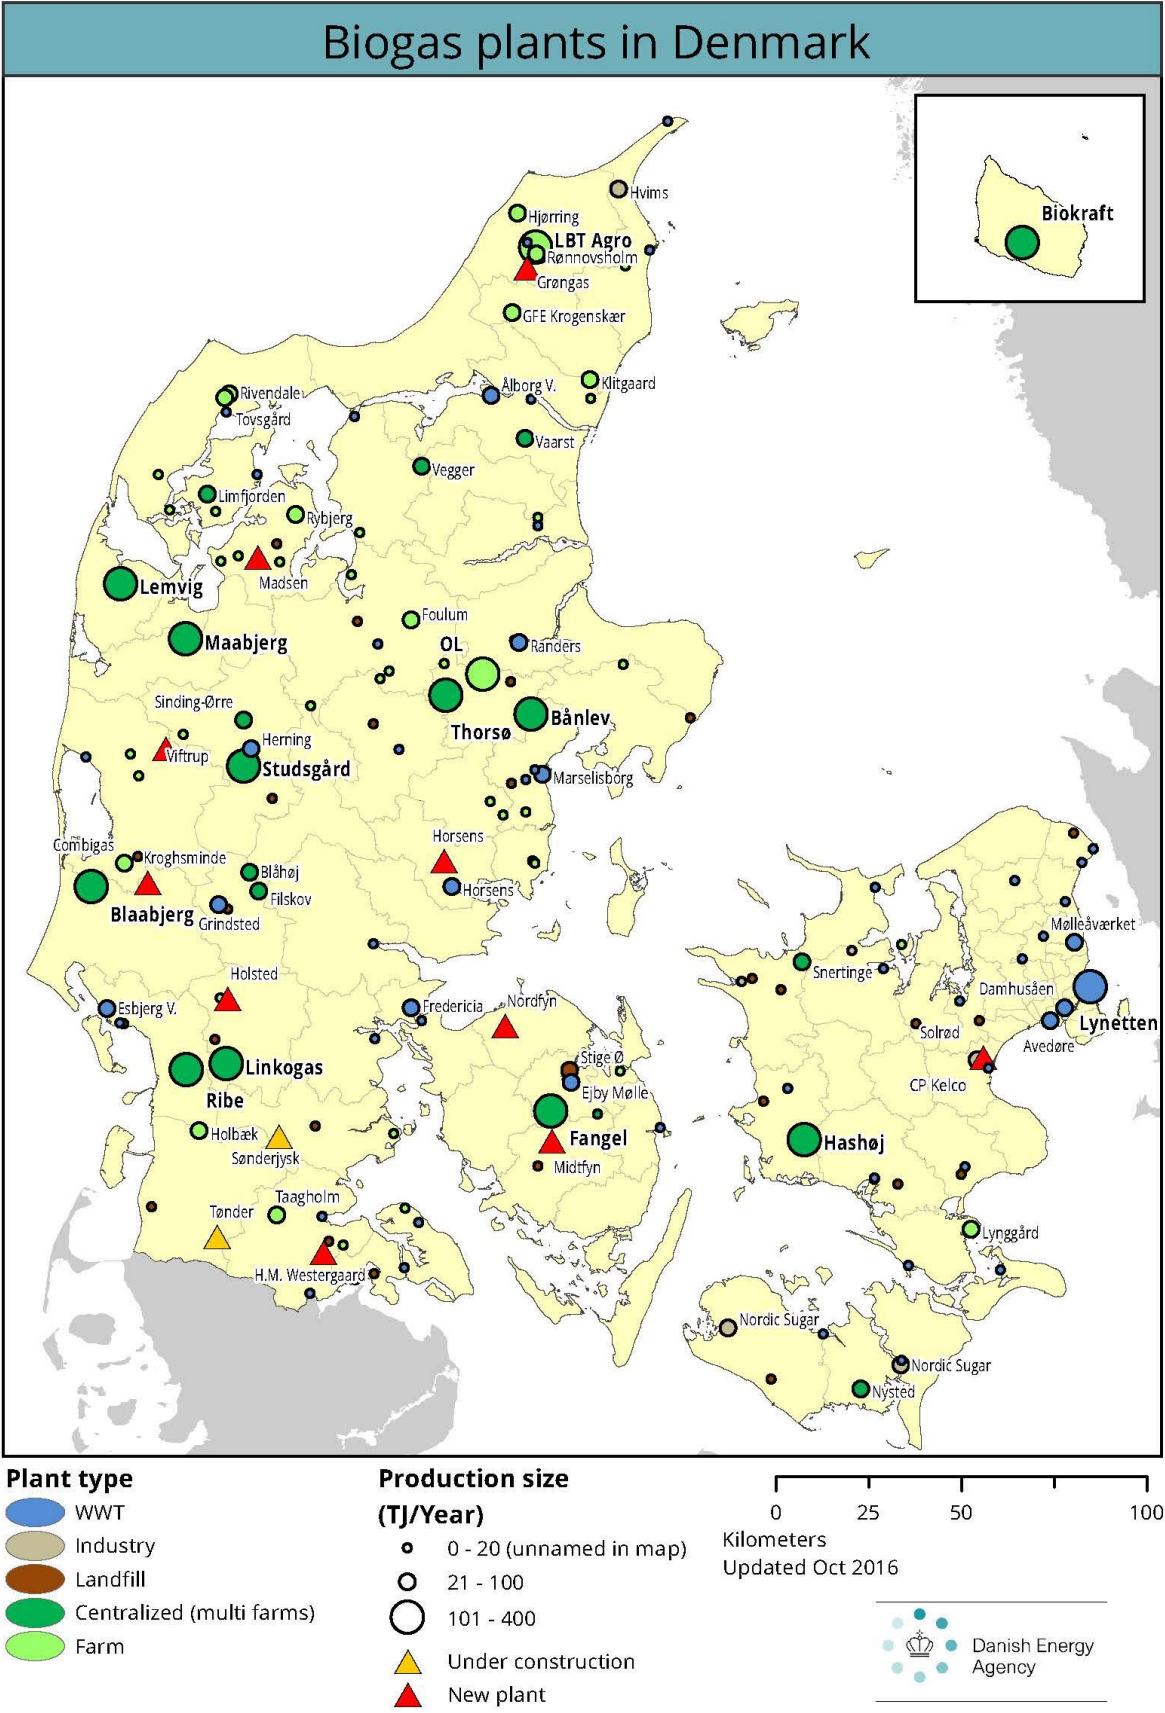 Biogas plants in Denmark
Hvims
Hjørring
Biokraft
LBT Agro
Rønnovsholm
Grøngas
GFE Krogenskær
Rivendale
Ålborg V.
Klitgaard
Tovsgård
Vaarst
Vegger
Limfjorden
Rybjerg
Madsen
Lemvig
Foulum
Maabjerg
OL
Randers
Sinding-Ørre
Thorsø
Bånlev
Herning
Viftrup
Studsgård
Marselisborg
Combigas
Kroghsminde
Horsens
Blåhøj
Filskov
Horsens
Blaabjerg
Grindsted
Mølleåværket
Holsted
Snertinge
Damhusåen
Esbjerg V.
Fredericia
Nordfyn
Lynetten
Solrød
Avedøre
Stige Ø
Linkogas
CP Kelco
Ejby Mølle
Ribe
Holbæk
Fangel
Hashøj
Sønderjysk
Midtfyn
Taagholm
Tønder
Lynggård
H.M. Westergaard
Nordic Sugar
Nordic Sugar
Nysted
Plant type
WWT
Industry
Landfill
Centralized (multi farms)
Farm
Production size
(TJ/Year)
0 - 20 (unnamed in map)
21 - 100
101 - 400
Under construction
New plant
0 25 50 100
Kilometers
Updated Oct 2016
Danish Energy
Agency